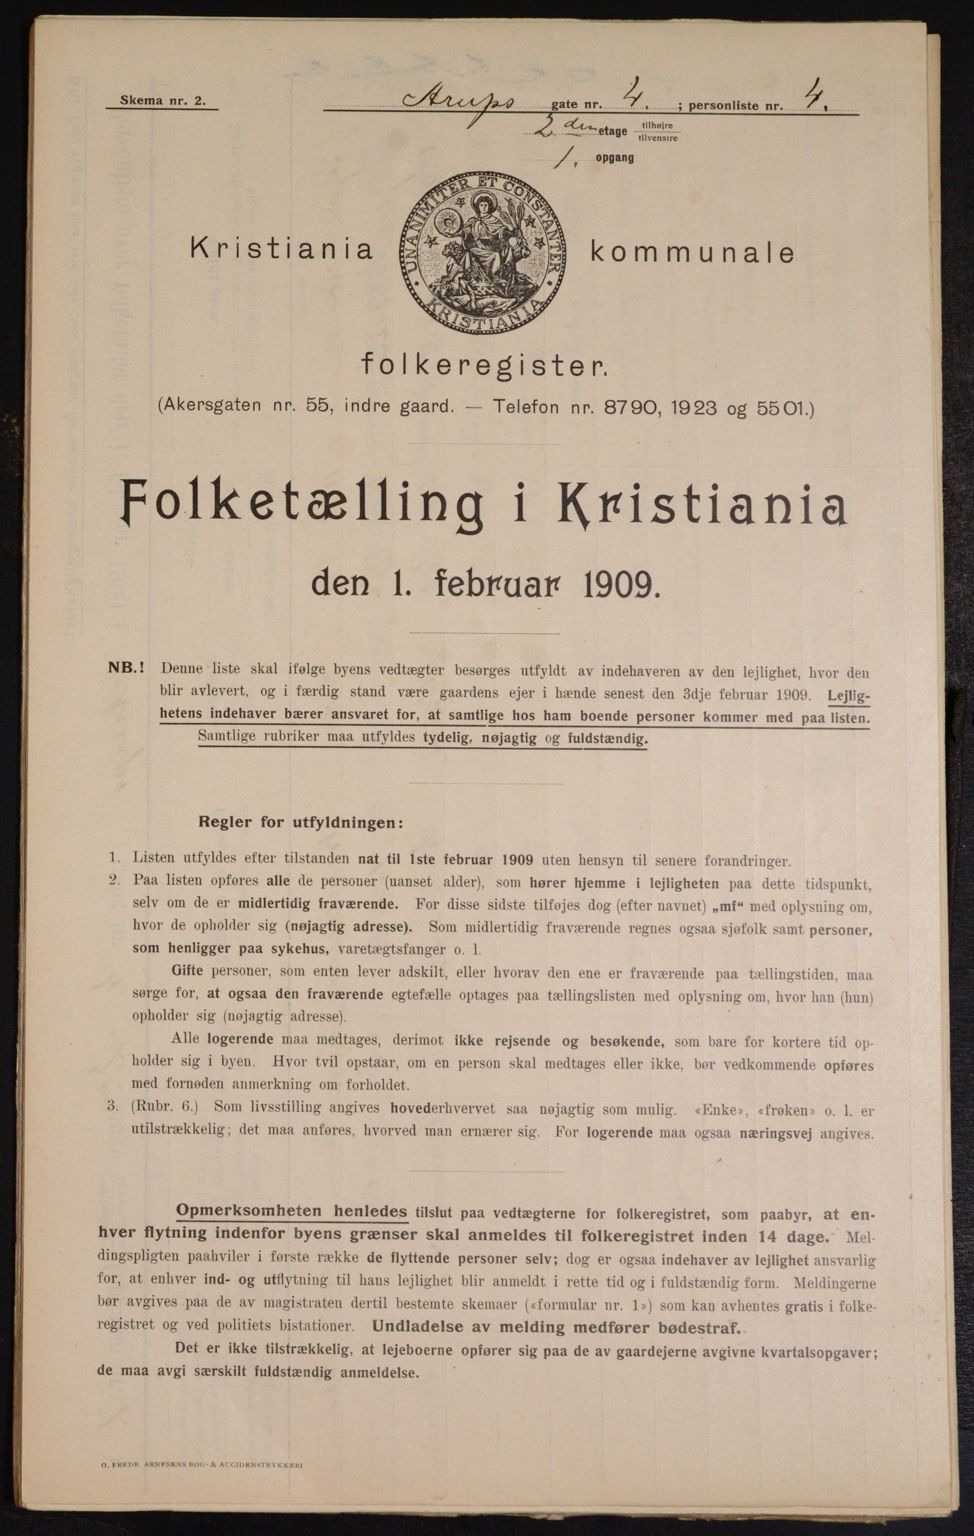 Skema nr. 2.
Arups gate nr. 4. ; personliste nr. 4.
2 den etage tilhøjre
tilvenstre
1. opgang
UNANIMITER ET CONSTANTER
KRISTIANIA
Kristiania kommunale
folkeregister.
(Akersgaten nr. 55, indre gaard. — Telefon nr. 8790, 1923 og 5501.)
Folketælling i Kristiania
den 1. februar 1909.
NB.! Denne liste skal ifølge byens vedtægter besørges utfyldt av indehaveren av den lejlighet, hvor den
blir avlevert, og i færdig stand være gaardens ejer i hænde senest den 3dje februar 1909. Lejlig-
hetens indehaver bærer ansvaret for, at samtlige hos ham boende personer kommer med paa listen.
Samtlige rubriker maa utfyldes tydelig, nøjagtig og fuldstændig.
Regler for utfyldningen:
1. Listen utfyldes efter tilstanden nat til 1ste februar 1909 uten hensyn til senere forandringer.
2. Paa listen opføres alle de personer (uanset alder), som hører hjemme i lejligheten paa dette tidspunkt,
selv om de er midlertidig fraværende. For disse sidste tilføjes dog (efter navnet) „mf“ med oplysning om,
hvor de opholder sig (nøjagtig adresse). Som midlertidig fraværende regnes ogsaa sjøfolk samt personer,
som henligger paa sykehus, varetægtsfanger o. l.
Gifte personer, som enten lever adskilt, eller hvorav den ene er fraværende paa tællingstiden, maa
sørge for, at ogsaa den fraværende egtefælle optages paa tællingslisten med oplysning om, hvor han (hun)
opholder sig (nøjagtig adresse).
Alle logerende maa medtages, derimot ikke rejsende og besøkende, som bare for kortere tid op-
holder sig i byen. Hvor tvil opstaar, om en person skal medtages eller ikke, bør vedkommende opføres
med fornøden anmerkning om forholdet.
3. (Rubr. 6.) Som livsstilling angives hovederhvervet saa nøjagtig som mulig. «Enke», «frøken» o. l. er
utilstrækkelig; det maa anføres, hvorved man ernærer sig. For logerende maa ogsaa næringsvej angives.
Opmerksomheten henledes tilslut paa vedtægterne for folkeregistret, som paabyr, at en-
hver flytning indenfor byens grænser skal anmeldes til folkeregistret inden 14 dage. Mel-
dingspligten paahviler i første række de flyttende personer selv; dog er ogsaa indehaver av lejlighet ansvarlig
for, at enhver ind- og utflytning til hans lejlighet blir anmeldt i rette tid og i fuldstændig form. Meldingerne
bør avgives paa de av magistraten dertil bestemte skemaer («formular nr. 1») som kan avhentes gratis i folke-
registret og ved politiets bistationer. Undladelse av melding medfører bødestraf.
Det er ikke tilstrækkelig, at lejeboerne opfører sig paa de av gaardejerne avgivne kvartalsopgaver;
de maa avgi særskilt fuldstændig anmeldelse.
O. FREDR. ARNESENS BOG- & ACCIDENSTRYKKERI